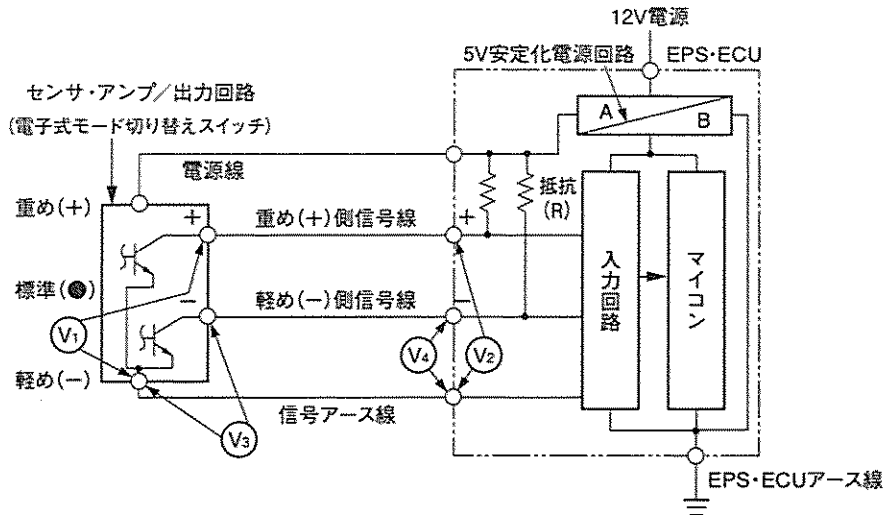 12V電源
5V安定化電源回路
EPS・ECU
センサ・アンプ／出力回路
(電子式モード切り替えスイッチ)
A
B
電源線
抵抗
(R)
重め(+)
+
重め(+)側信号線
+
標準(●)
−
軽め(−)側信号線
−
入力回路
マイコン
V1
V4
V2
軽め(−)
信号アース線
V3
EPS・ECUアース線